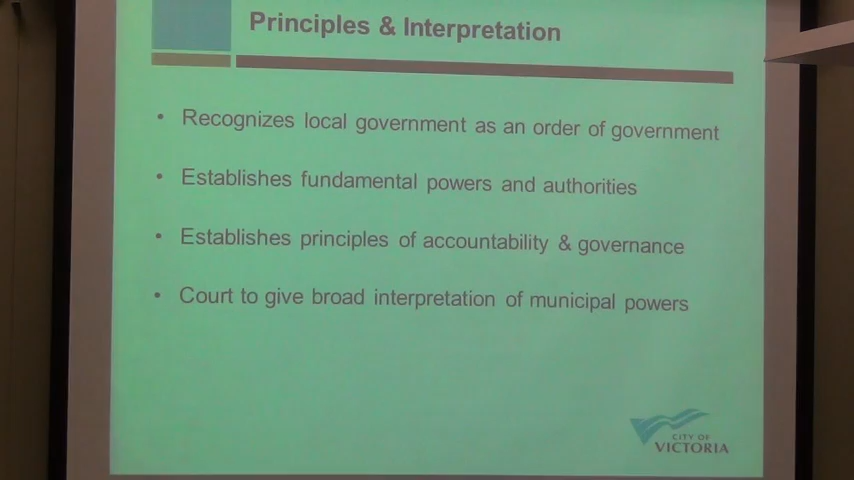 Principles & Interpretation
• Recognizes local government as an order of government
• Establishes fundamental powers and authorities
• Establishes principles of accountability & governance
• Court to give broad interpretation of municipal powers
CITY OF
VICTORIA